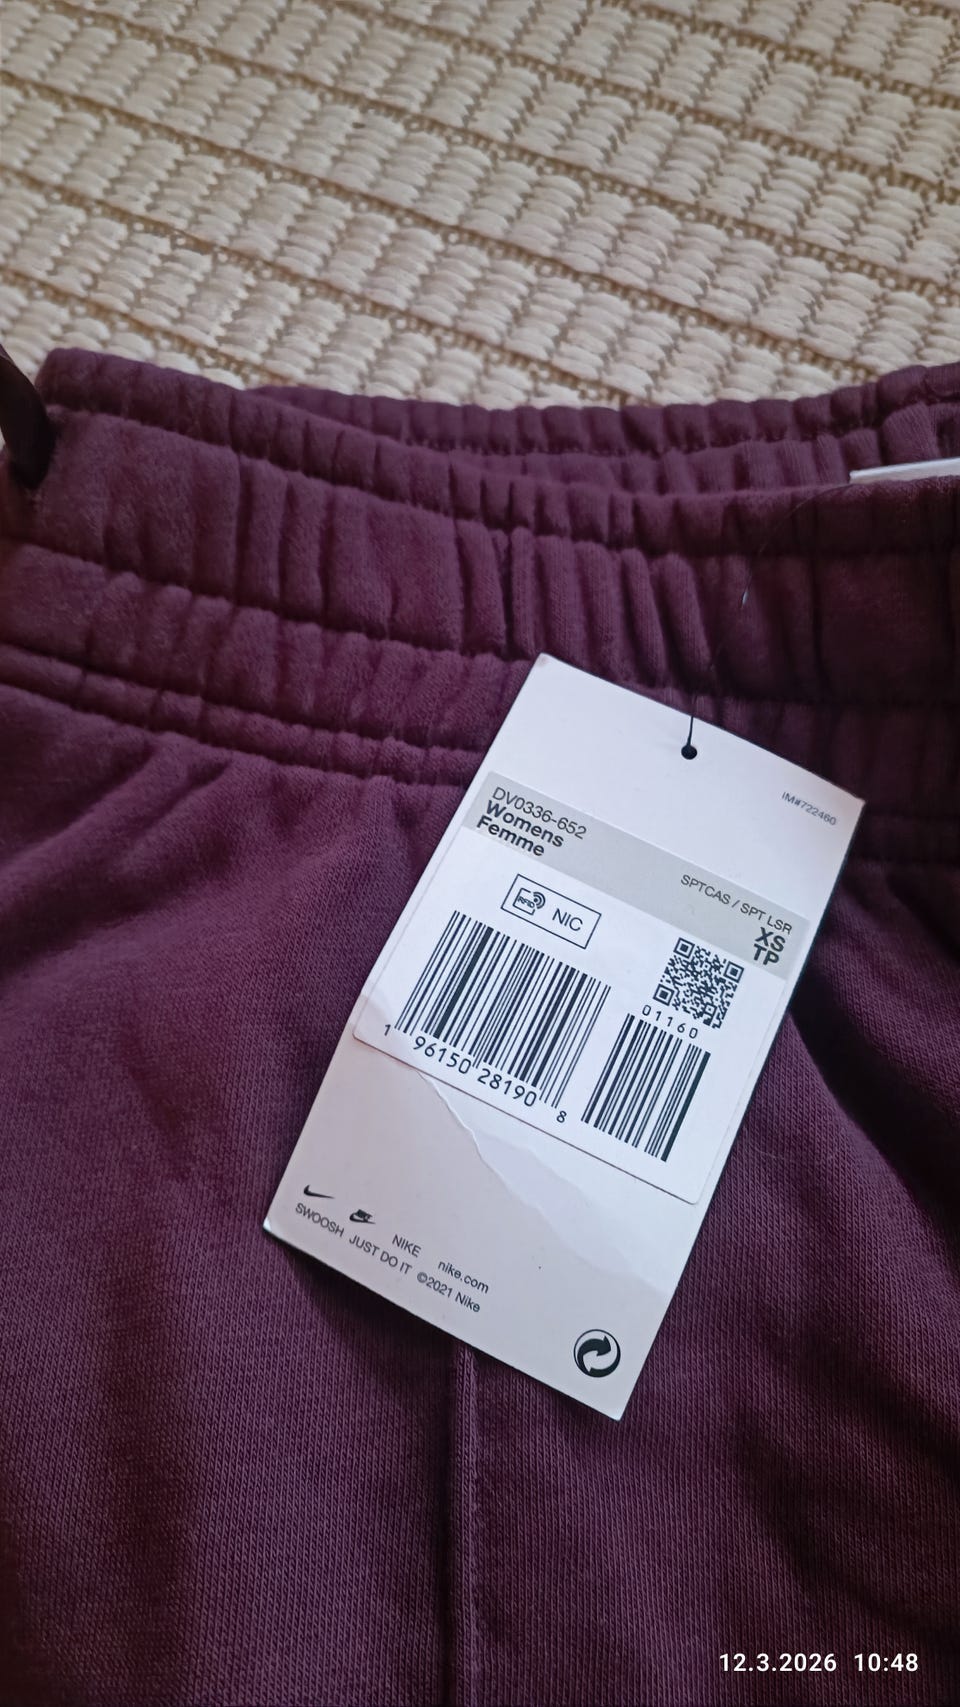 IM#722460
DV0336-652
Womens
Femme
SPTCAS / SPT LSR
XS
TP
RFID NIC
01160
1 96150 28190 8
NIKE nike.com
SWOOSH JUST DO IT ©2021 Nike
12.3.2026 10:48